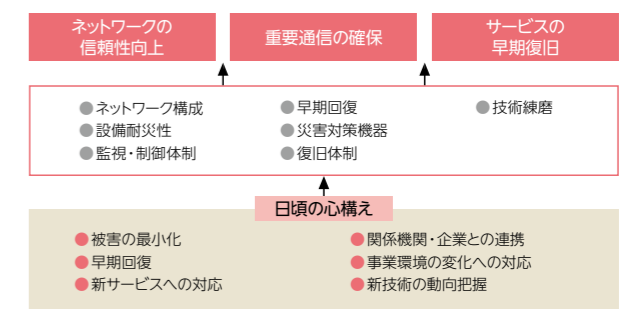 ネットワークの
信頼性向上
重要通信の確保
サービスの
早期復旧
●ネットワーク構成
●設備耐災性
●監視・制御体制
●早期回復
●災害対策機器
●復旧体制
●技術練磨
日頃の心構え
●被害の最小化
●早期回復
●新サービスへの対応
●関係機関・企業との連携
●事業環境の変化への対応
●新技術の動向把握